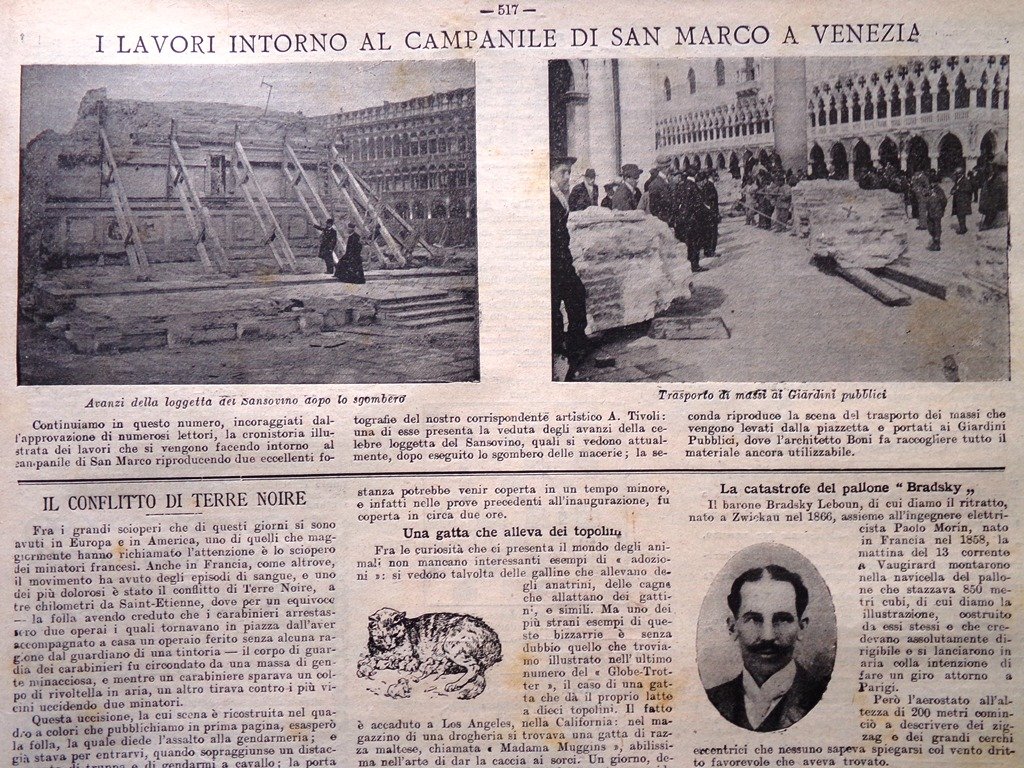 — 517 —
I LAVORI INTORNO AL CAMPANILE DI SAN MARCO A VENEZIA
Avanzi della loggetta del Sansovino dopo lo sgombero
Trasporto di massi ai Giardini pubblici
Continuiamo in questo numero, incoraggiati dal-
l'approvazione di numerosi lettori, la cronistoria illu-
strata dei lavori che si vengono facendo intorno al
campanile di San Marco riproducendo due eccellenti fo-
tografie del nostro corrispondente artistico A. Tivoli:
una di esse presenta la veduta degli avanzi della ce-
lebre loggetta del Sansovino, quali si vedono attual-
mente, dopo eseguito lo sgombero delle macerie; la se-
conda riproduce la scena del trasporto dei massi che
vengono levati dalla piazzetta e portati ai Giardini
Pubblici, dove l'architetto Boni fa raccogliere tutto il
materiale ancora utilizzabile.
IL CONFLITTO DI TERRE NOIRE
Fra i grandi scioperi che di questi giorni si sono
avuti in Europa e in America, uno di quelli che mag-
giormente hanno richiamato l'attenzione è lo sciopero
dei minatori francesi. Anche in Francia, come altrove,
il movimento ha avuto degli episodi di sangue, e uno
dei più dolorosi è stato il conflitto di Terre Noire, a
tre chilometri da Saint-Etienne, dove per un equivoco
— la folla avendo creduto che i carabinieri arrestas-
sero due operai i quali tornavano in piazza dall'aver
accompagnato a casa un operaio ferito senza alcuna ra-
gione dal guardiano di una tintoria — il corpo di guar-
dia dei carabinieri fu circondato da una massa di gen-
te minacciosa, e mentre un carabiniere sparava un col-
po di rivoltella in aria, un altro tirava contro i più vi-
cini uccidendo due minatori.
Questa uccisione, la cui scena è ricostruita nel qua-
dro a colori che pubblichiamo in prima pagina, esasperò
la folla, la quale diede l'assalto alla gendarmeria; e
già stava per entrarvi, quando sopraggiunse un distac-
camento di truppa e di gendarmi a cavallo; la porta
stanza potrebbe venir coperta in un tempo minore,
e infatti nelle prove precedenti all'inaugurazione, fu
coperta in circa due ore.
Una gatta che alleva dei topolini
Fra le curiosità che ci presenta il mondo degli ani-
mali non mancano interessanti esempi di « adozio-
ni »: si vedono talvolta delle galline che allevano de-
gli anatrini, delle cagne
che allattano dei gatti-
ni, e simili. Ma uno dei
più strani esempi di que-
ste bizzarrie è senza
dubbio quello che trovia-
mo illustrato nell'ultimo
numero del « Globe-Trot-
ter », il caso di una gat-
ta che dà il proprio latte
a dieci topolini. Il fatto
è accaduto a Los Angeles, nella California: nel ma-
gazzino di una drogheria si trovava una gatta di raz-
za maltese, chiamata « Madama Muggins », abilissi-
ma nell'arte di dar la caccia ai sorci. Un giorno, de-
La catastrofe del pallone " Bradsky „
Il barone Bradsky Leboun, di cui diamo il ritratto,
nato a Zwickau nel 1866, assieme all'ingegnere elettri-
cista Paolo Morin, nato
in Francia nel 1858, la
mattina del 13 corrente
a Vaugirard montarono
nella navicella del pallo-
ne che stazzava 850 me-
tri cubi, di cui diamo la
illustrazione, costruito
da essi stessi e che cre-
devano assolutamente di-
rigibile e si lanciarono in
aria colla intenzione di
fare un giro attorno a
Parigi.
Però l'aerostato all'al-
tezza di 200 metri comin-
ciò a descrivere dei zig-
zag e dei grandi cerchi
eccentrici che nessuno sapeva spiegarsi col vento dritt-
to favorevole che aveva trovato.